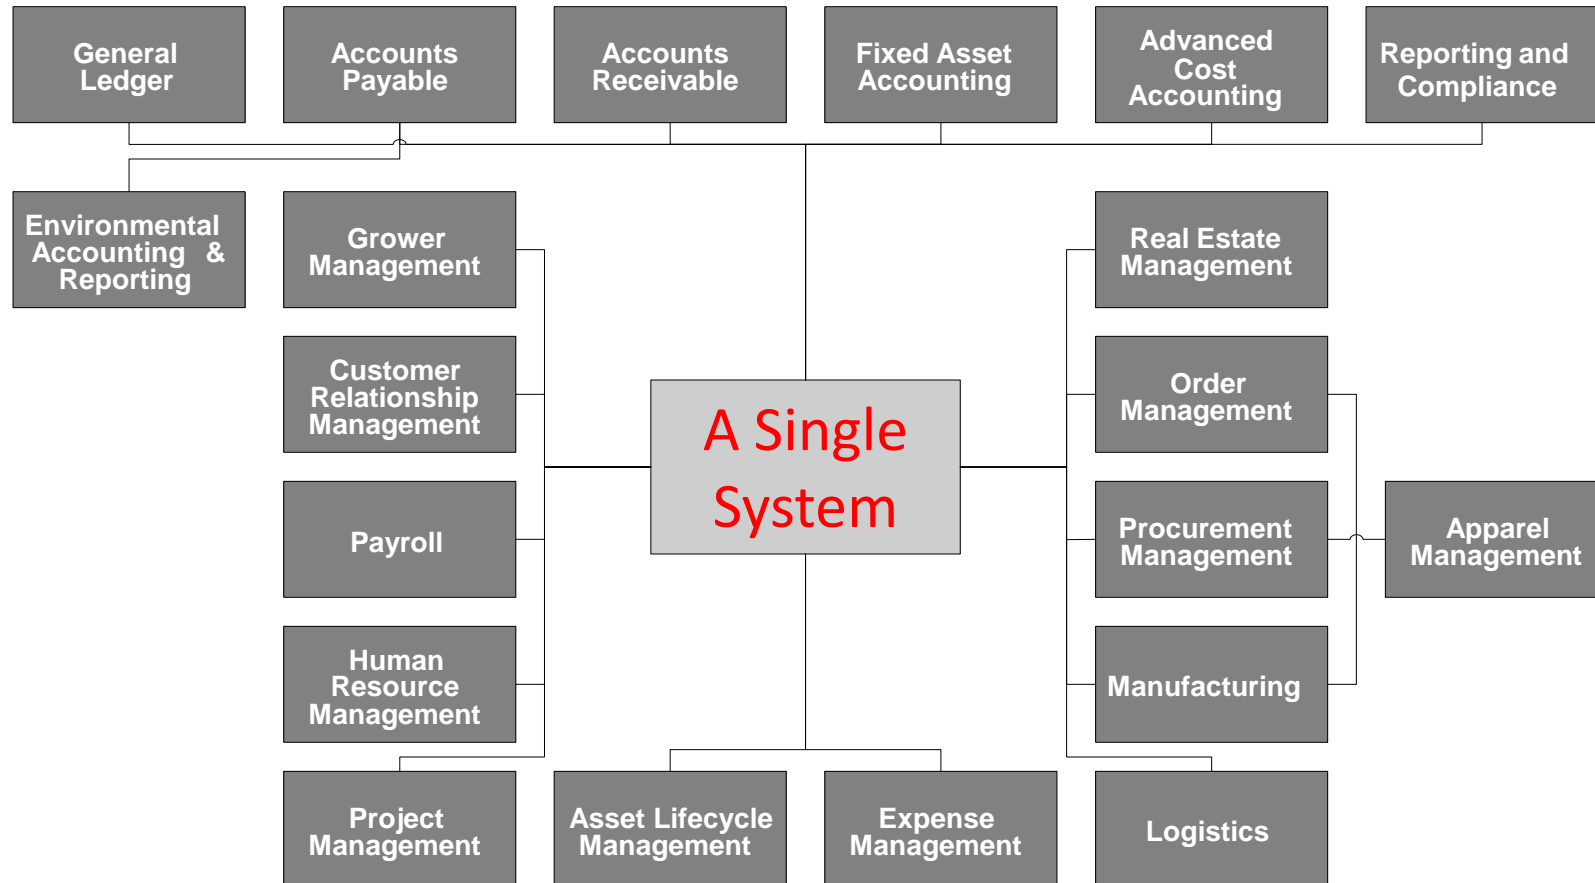 General
Ledger
Accounts
Payable
Accounts
Receivable
Fixed Asset
Accounting
Advanced
Cost
Accounting
Reporting and
Compliance
Environmental
Accounting &
Reporting
Grower
Management
Real Estate
Management
Customer
Relationship
Management
A Single
System
Order
Management
Payroll
Procurement
Management
Apparel
Management
Human
Resource
Management
Manufacturing
Project
Management
Asset Lifecycle
Management
Expense
Management
Logistics